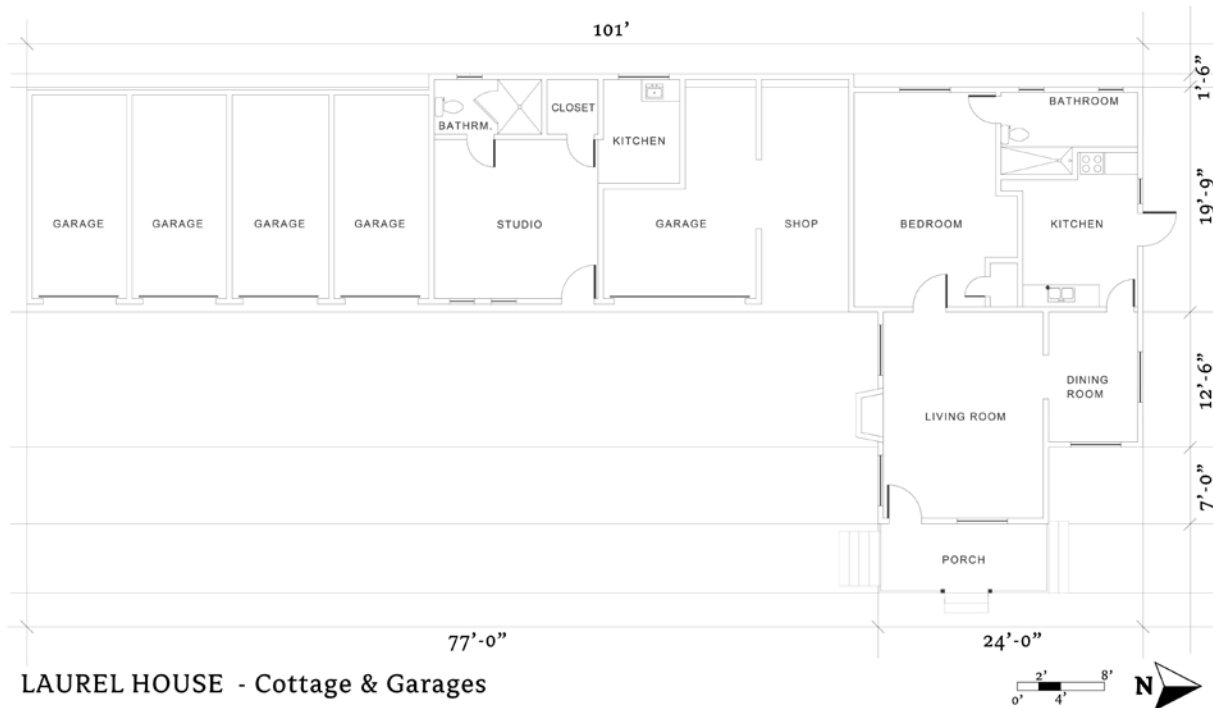 101'
1'-6"
BATHROOM
CLOSET
BATHRM.
KITCHEN
19'-9"
GARAGE
GARAGE
GARAGE
GARAGE
STUDIO
GARAGE
SHOP
BEDROOM
KITCHEN
12'-6"
DINING
ROOM
LIVING ROOM
7'-0"
PORCH
77'-0"
24'-0"
LAUREL HOUSE - Cottage & Garages
2'
8'
0'
4'
N